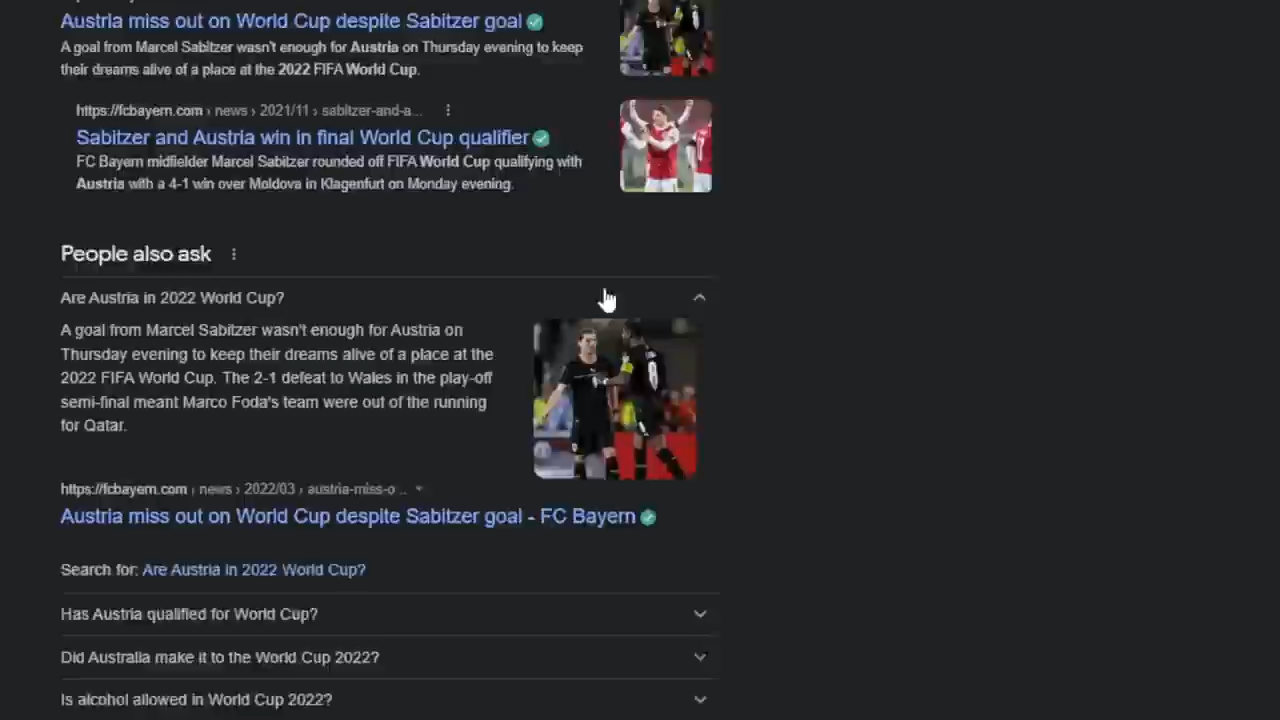 Austria miss out on World Cup despite Sabitzer goal
A goal from Marcel Sabitzer wasn't enough for Austria on Thursday evening to keep
their dreams alive of a place at the 2022 FIFA World Cup.
https://fcbayern.com › news › 2021/11 › sabitzer-and-a...
Sabitzer and Austria win in final World Cup qualifier
FC Bayern midfielder Marcel Sabitzer rounded off FIFA World Cup qualifying with
Austria with a 4-1 win over Moldova in Klagenfurt on Monday evening.
People also ask
Are Austria in 2022 World Cup?
A goal from Marcel Sabitzer wasn't enough for Austria on
Thursday evening to keep their dreams alive of a place at the
2022 FIFA World Cup. The 2-1 defeat to Wales in the play-off
semi-final meant Marco Foda's team were out of the running
for Qatar.
https://fcbayern.com › news › 2022/03 › austria-miss-o...
Austria miss out on World Cup despite Sabitzer goal - FC Bayern
Search for: Are Austria in 2022 World Cup?
Has Austria qualified for World Cup?
Did Australia make it to the World Cup 2022?
Is alcohol allowed in World Cup 2022?